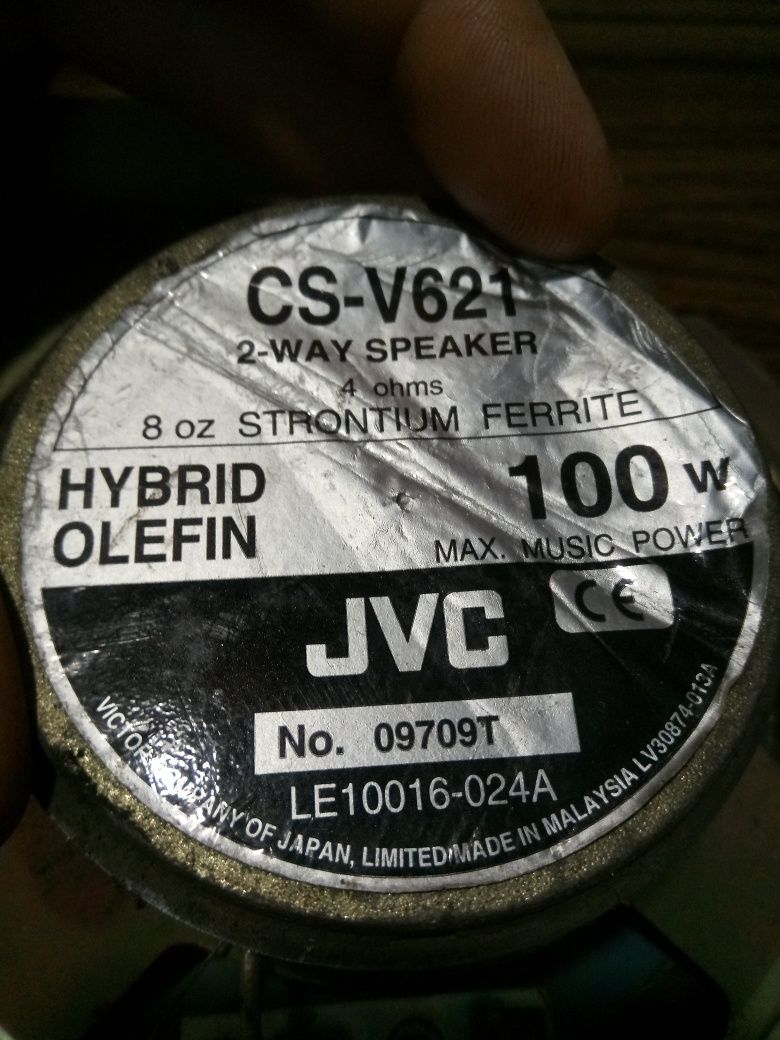 CS-V621
2-WAY SPEAKER
4 ohms
8 oz STRONTIUM FERRITE
HYBRID
OLEFIN
100 W
MAX. MUSIC POWER
JVC
CE
No. 09709T
LE10016-024A
VICTOR COMPANY OF JAPAN, LIMITED/MADE IN MALAYSIA LV30874-013A